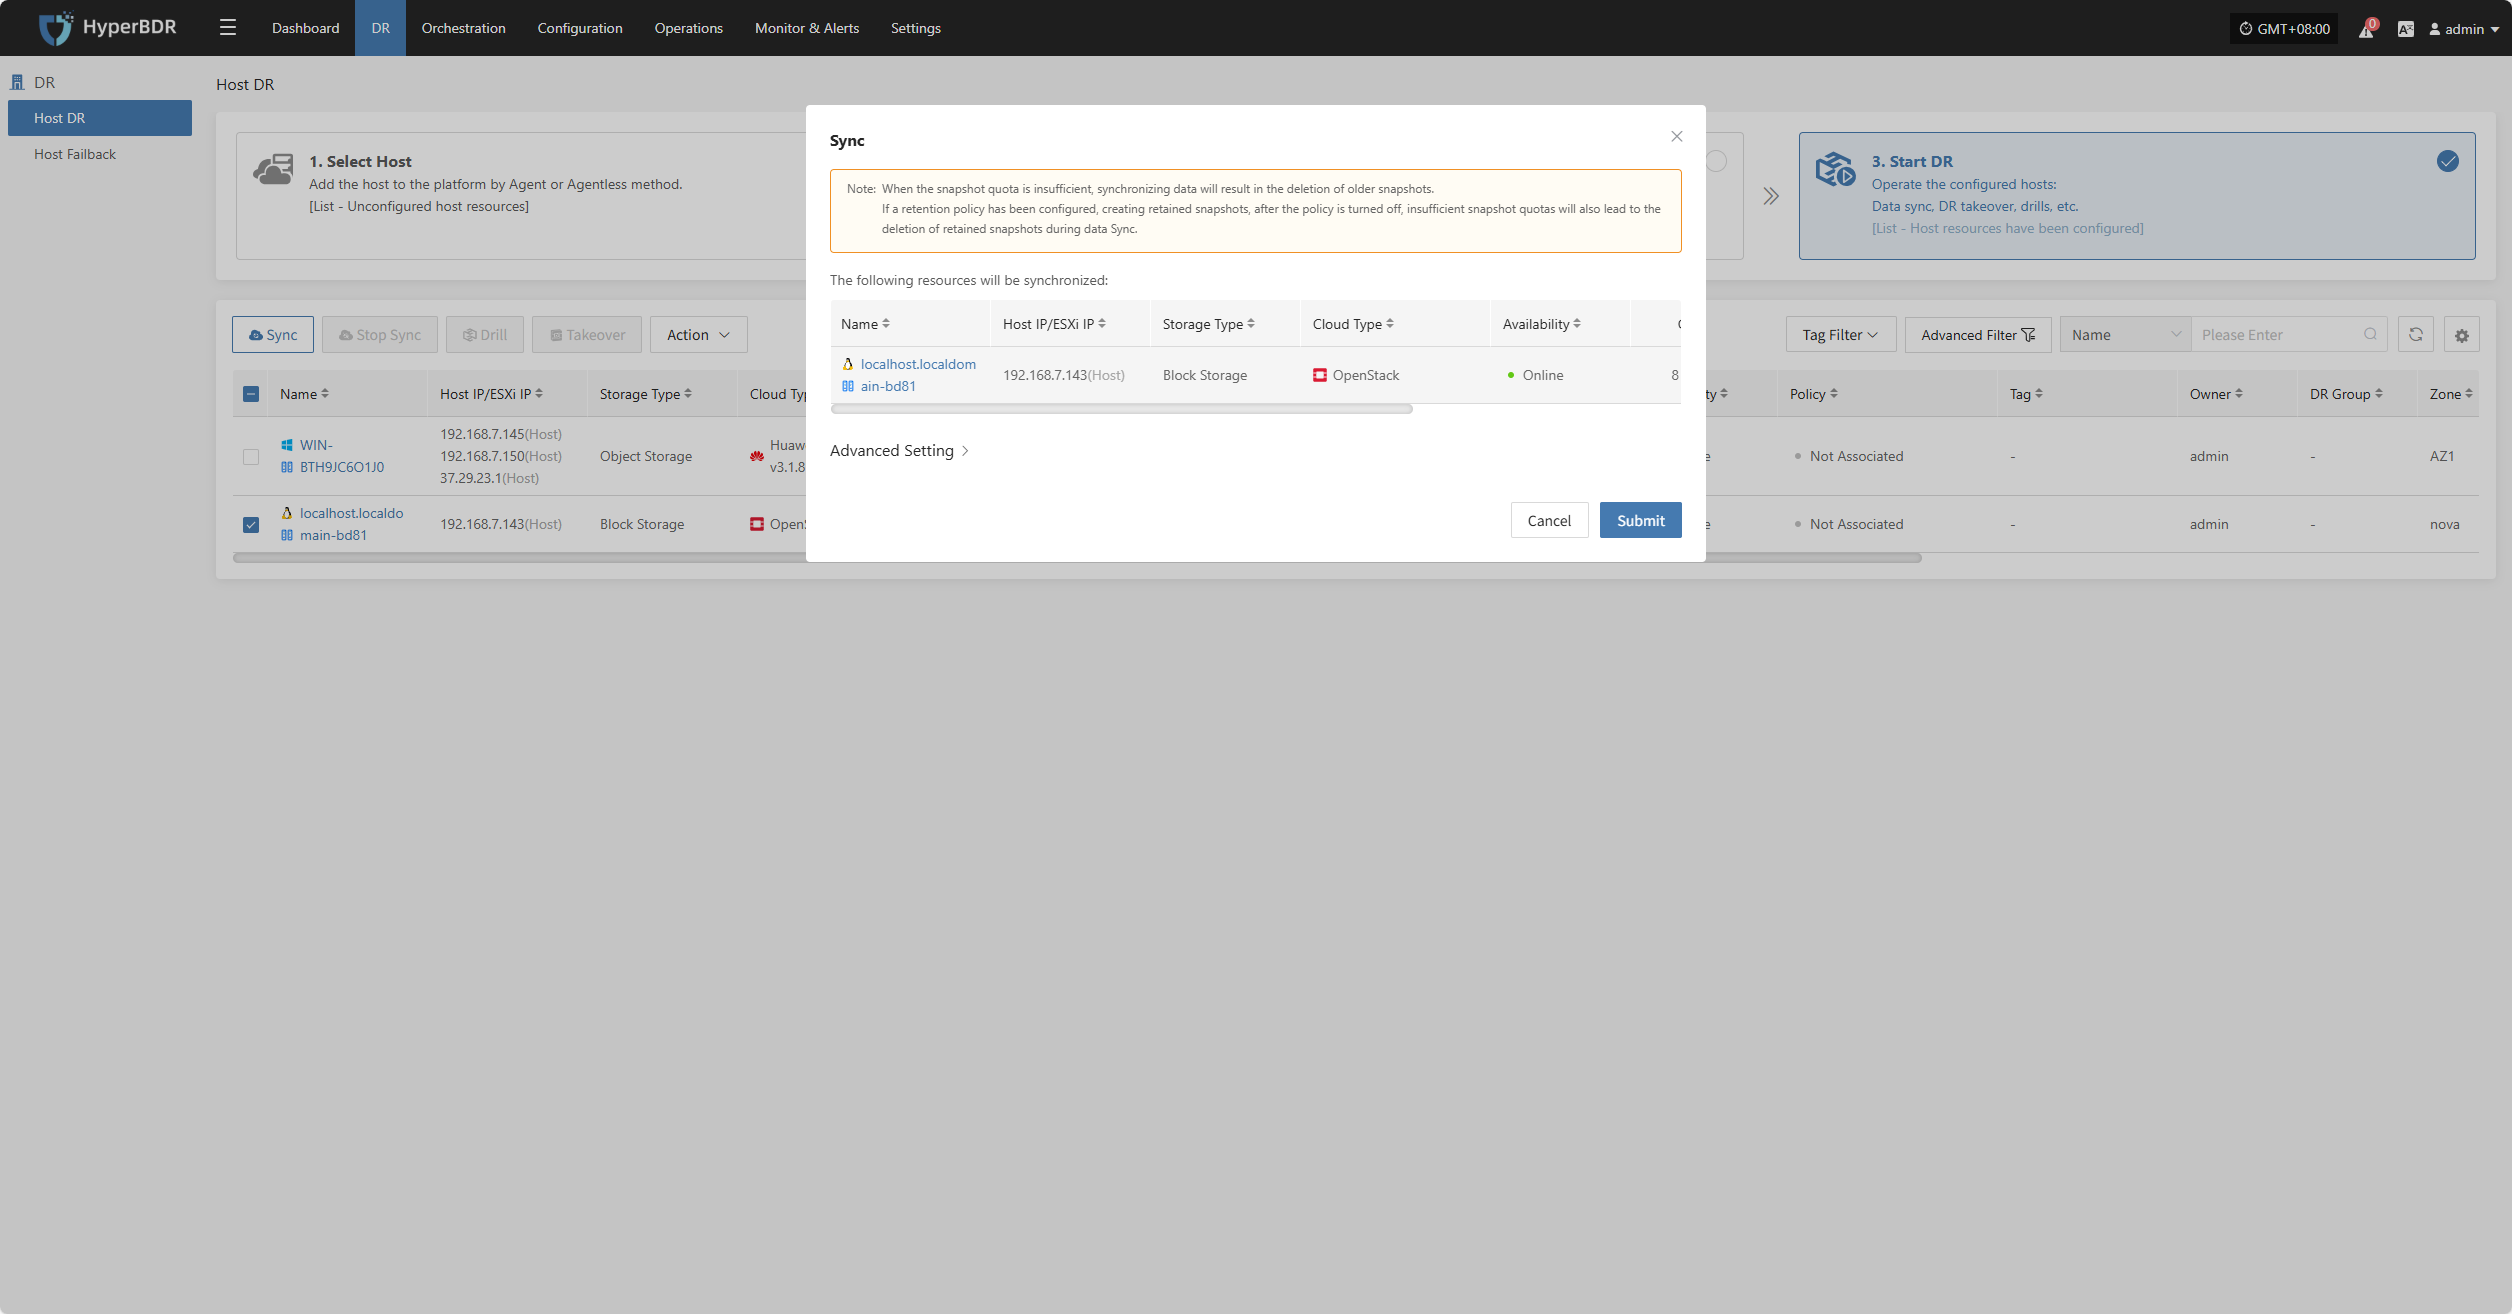 HyperBDR
Dashboard
DR
Orchestration
Configuration
Operations
Monitor & Alerts
Settings
GMT+08:00
0
admin
DR
Host DR
Host Failback
Host DR
1. Select Host
Add the host to the platform by Agent or Agentless method.
[List - Unconfigured host resources]
3. Start DR
Operate the configured hosts:
Data sync, DR takeover, drills, etc.
[List - Host resources have been configured]
Sync
Stop Sync
Drill
Takeover
Action
Tag Filter
Advanced Filter
Name
Please Enter
Name
Host IP/ESXi IP
Storage Type
Cloud Typ
ty
Policy
Tag
Owner
DR Group
Zone
WIN-
BTH9JC6O1J0
192.168.7.145(Host)
192.168.7.150(Host)
37.29.23.1(Host)
Object Storage
Huaw
v3.1.8
Not Associated
-
admin
-
AZ1
localhost.localdo
main-bd81
192.168.7.143(Host)
Block Storage
Open
Not Associated
-
admin
-
nova
Sync
Note: When the snapshot quota is insufficient, synchronizing data will result in the deletion of older snapshots.
If a retention policy has been configured, creating retained snapshots, after the policy is turned off, insufficient snapshot quotas will also lead to the
deletion of retained snapshots during data Sync.
The following resources will be synchronized:
Name
Host IP/ESXi IP
Storage Type
Cloud Type
Availability
localhost.localdom
ain-bd81
192.168.7.143(Host)
Block Storage
OpenStack
Online
8
Advanced Setting
Cancel
Submit